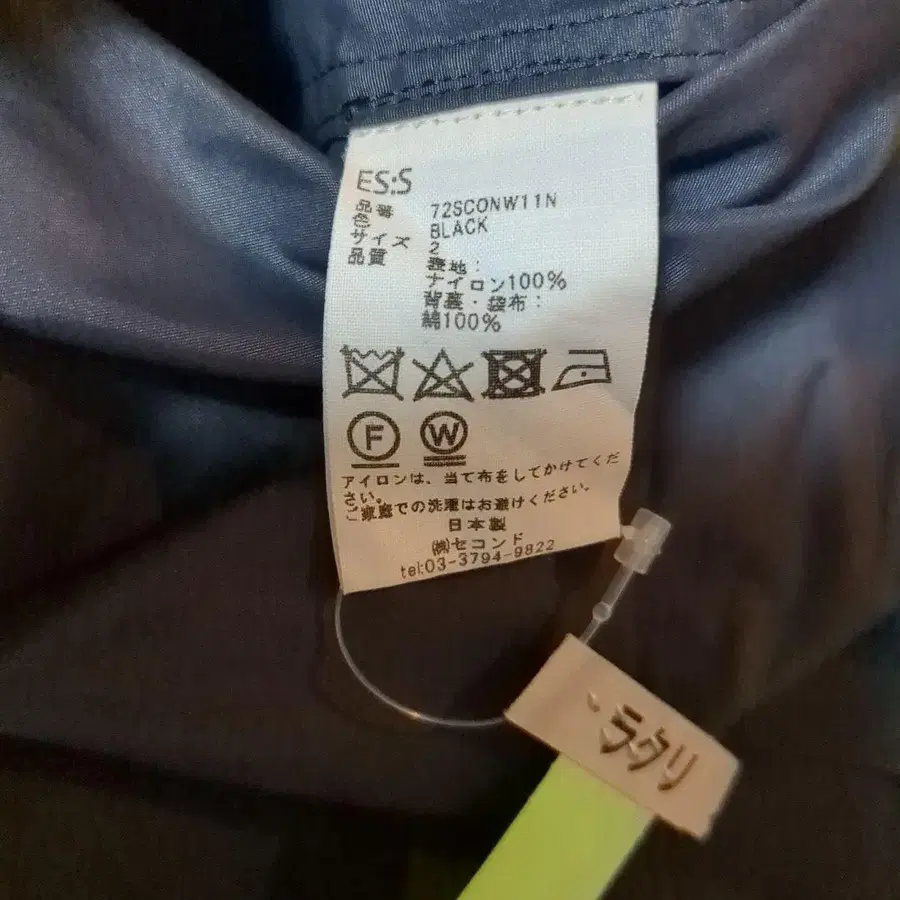 ES:S
品番 72SCONW11N
色 BLACK
サイズ 2
品質 表地：
ナイロン100%
背裏・袋布：
綿100%
F W
アイロンは、当て布をしてかけてくだ
さい。
ご家庭での洗濯はお避けください。
日本製
㈱セコンド
tel:03-3794-9822
ラクリ